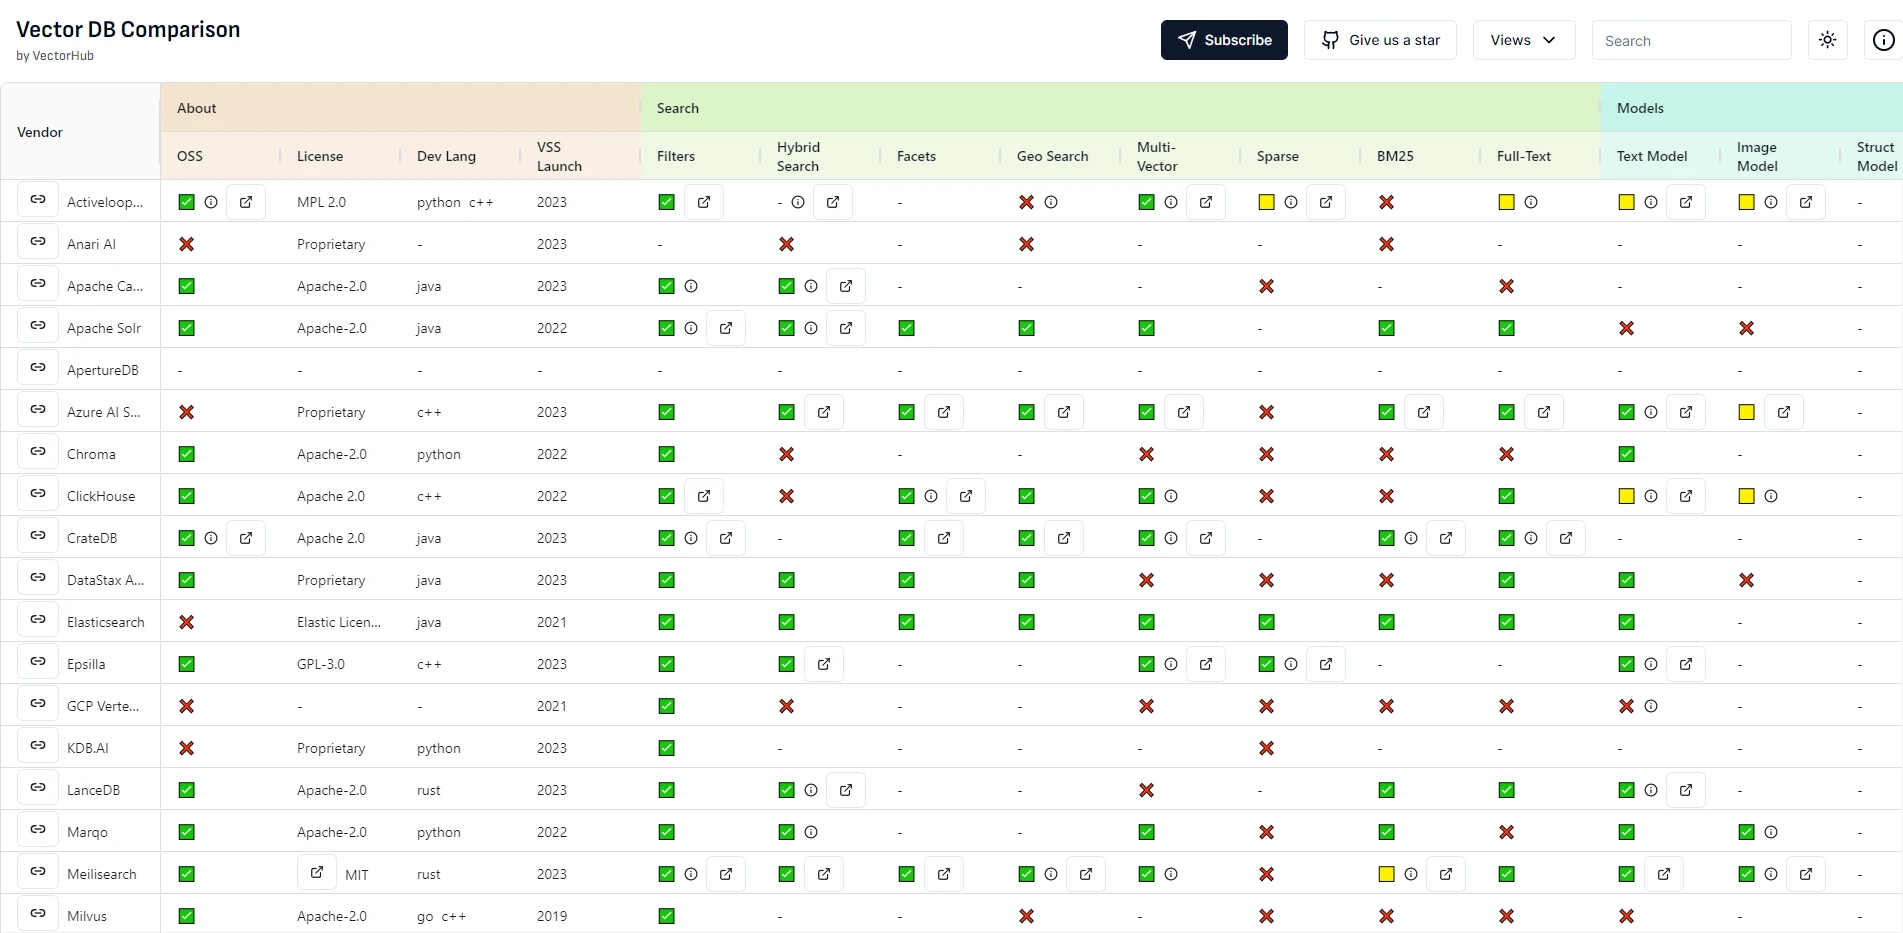 Vector DB Comparison
by VectorHub
Subscribe
Give us a star
Views
Search
Vendor
About
Search
Models
OSS
License
Dev Lang
VSS
Launch
Filters
Hybrid
Search
Facets
Geo Search
Multi-
Vector
Sparse
BM25
Full-Text
Text Model
Image
Model
Struct
Model
Activeloop... MPL 2.0 python c++ 2023 - - -
Anari AI Proprietary - 2023 - - - - - - - -
Apache Ca... Apache-2.0 java 2023 - - - - - - -
Apache Solr Apache-2.0 java 2022 - -
ApertureDB - - - - - - - - - - - - - - -
Azure AI S... Proprietary c++ 2023 -
Chroma Apache-2.0 python 2022 - - - -
ClickHouse Apache 2.0 c++ 2022 -
CrateDB Apache 2.0 java 2023 - - - - -
DataStax A... Proprietary java 2023 -
Elasticsearch Elastic Licen... java 2021 - -
Epsilla GPL-3.0 c++ 2023 - - - - - -
GCP Verte... - - 2021 - - - -
KDB.AI Proprietary python 2023 - - - - - - - - -
LanceDB Apache-2.0 rust 2023 - - - - -
Marqo Apache-2.0 python 2022 - - -
Meilisearch MIT rust 2023 -
Milvus Apache-2.0 go c++ 2019 - - - - -